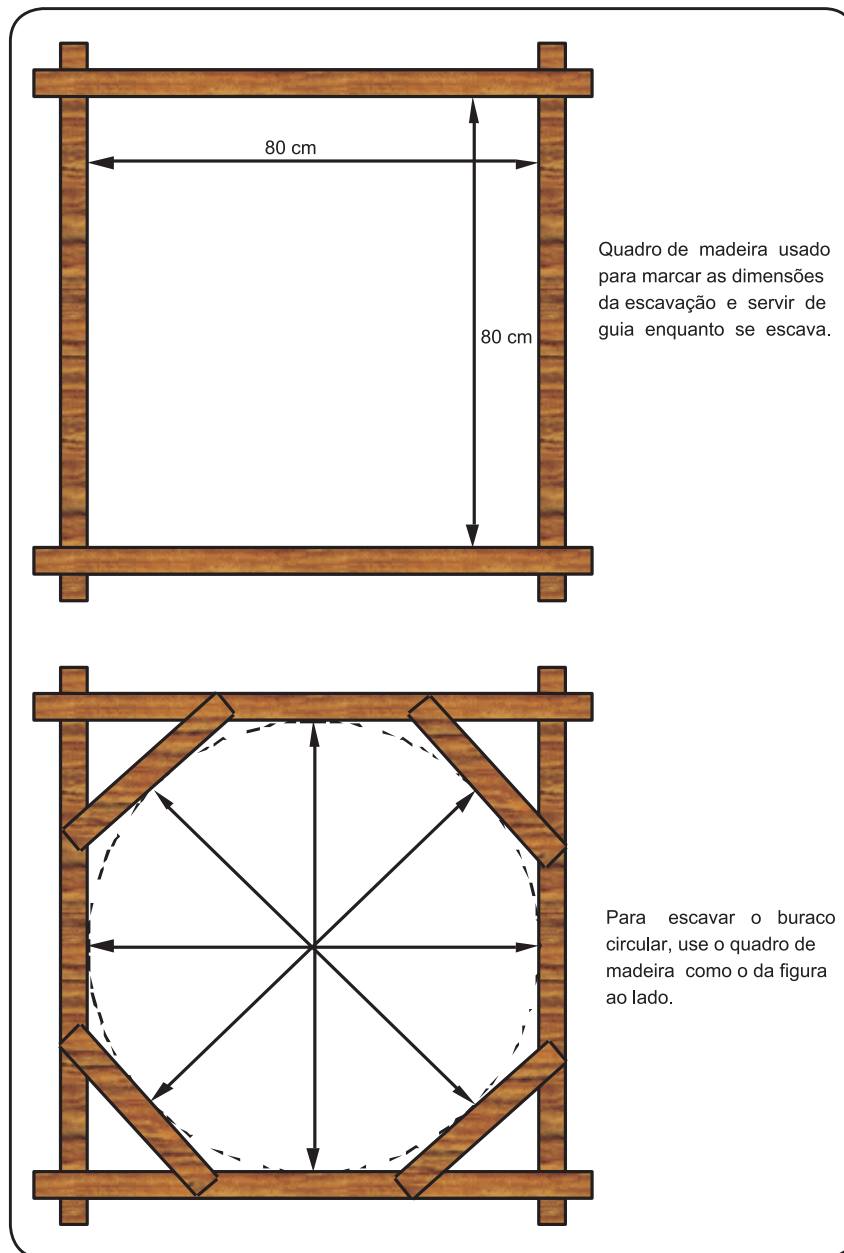 80 cm
80 cm
Quadro de madeira usado
para marcar as dimensões
da escavação e servir de
guia enquanto se escava.
Para escavar o buraco
circular, use o quadro de
madeira como o da figura
ao lado.